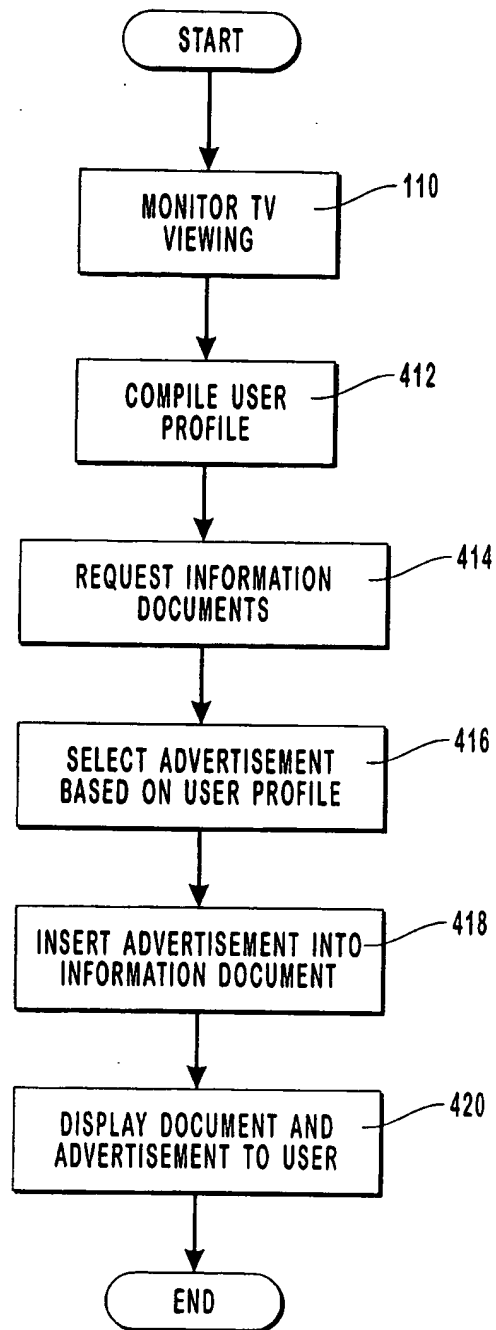 START
MONITOR TV
VIEWING
110
COMPILE USER
PROFILE
412
REQUEST INFORMATION
DOCUMENTS
414
SELECT ADVERTISEMENT
BASED ON USER PROFILE
416
INSERT ADVERTISEMENT INTO
INFORMATION DOCUMENT
418
DISPLAY DOCUMENT AND
ADVERTISEMENT TO USER
420
END